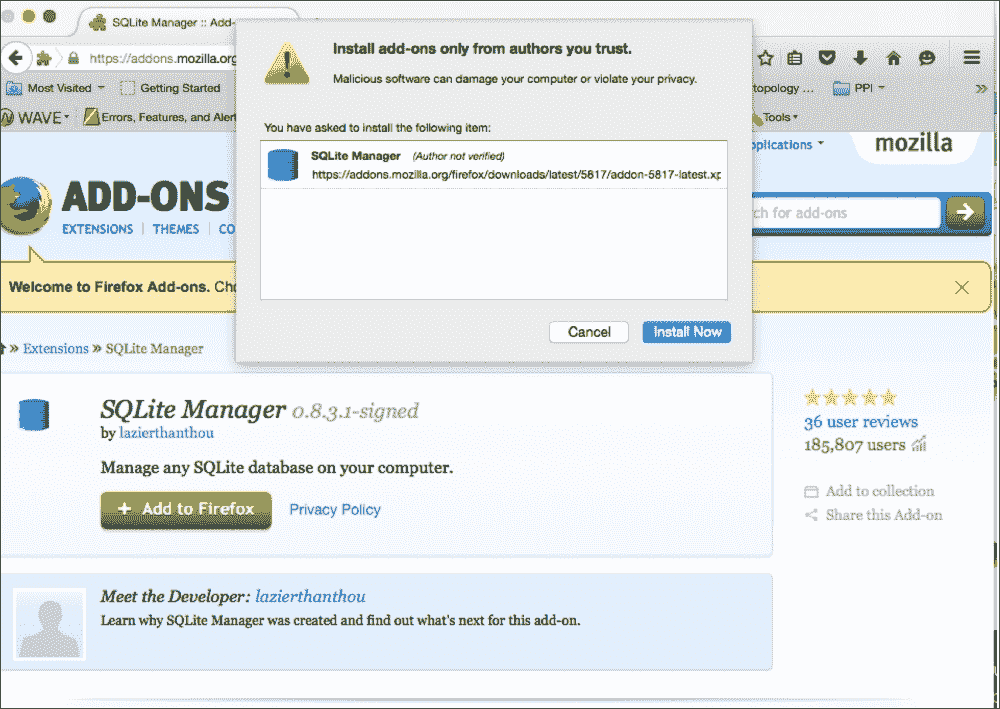 SQLite Manager :: Add-
https://addons.mozilla.org
Most Visited
Getting Started
topology ...
PPI
»
WAVE
Errors, Features, and Alert
Tools
Install add-ons only from authors you trust.
Malicious software can damage your computer or violate your privacy.
You have asked to install the following item:
SQLite Manager (Author not verified)
https://addons.mozilla.org/firefox/downloads/latest/5817/addon-5817-latest.xp
Cancel
Install Now
pplications
mozilla
ADD-ONS
EXTENSIONS | THEMES | CO
ch for add-ons
Welcome to Firefox Add-ons. Cho
» Extensions » SQLite Manager
SQLite Manager 0.8.3.1-signed
by lazierthanthou
Manage any SQLite database on your computer.
+ Add to Firefox
Privacy Policy
36 user reviews
185,807 users
Add to collection
Share this Add-on
Meet the Developer: lazierthanthou
Learn why SQLite Manager was created and find out what's next for this add-on.